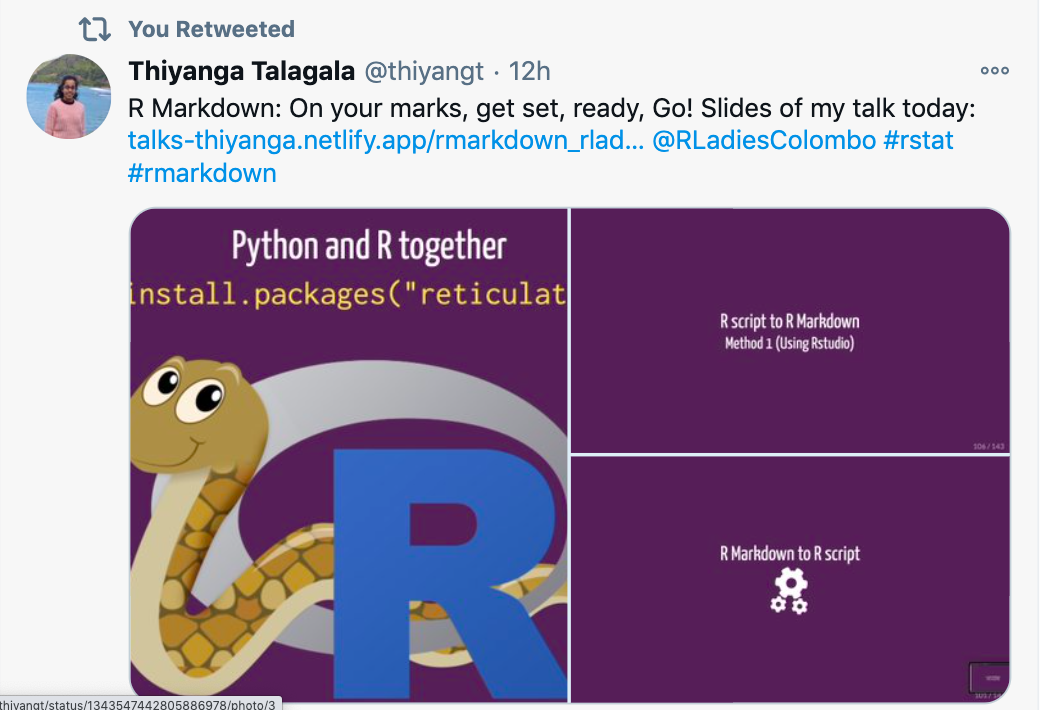 You Retweeted
Thiyanga Talagala @thiyangt · 12h
R Markdown: On your marks, get set, ready, Go! Slides of my talk today:
talks-thiyanga.netlify.app/rmarkdown_rlad... @RLadiesColombo #rstat
#rmarkdown
Python and R together
install.packages("reticulat
R
R script to R Markdown
Method 1 (Using Rstudio)
106 / 143
R Markdown to R script
thiyangt/status/1343547442805886978/photo/3